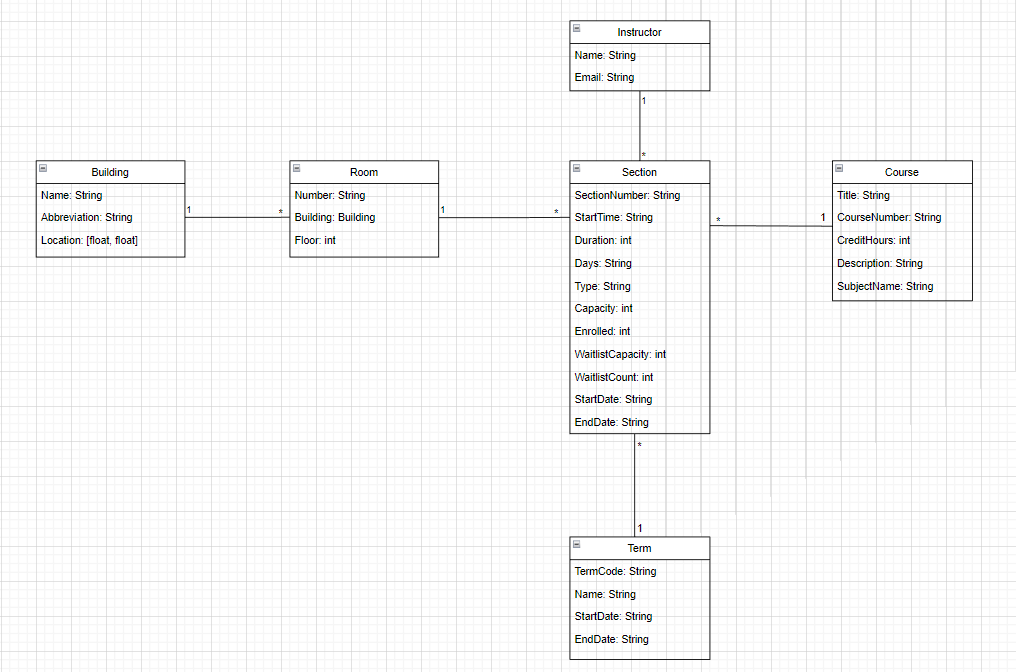 Instructor
Name: String
Email: String
1
*
Building
Name: String
Abbreviation: String
Location: [float, float]
1
*
Room
Number: String
Building: Building
Floor: int
1
*
Section
SectionNumber: String
StartTime: String
Duration: int
Days: String
Type: String
Capacity: int
Enrolled: int
WaitlistCapacity: int
WaitlistCount: int
StartDate: String
EndDate: String
*
1
Course
Title: String
CourseNumber: String
CreditHours: int
Description: String
SubjectName: String
*
1
Term
TermCode: String
Name: String
StartDate: String
EndDate: String